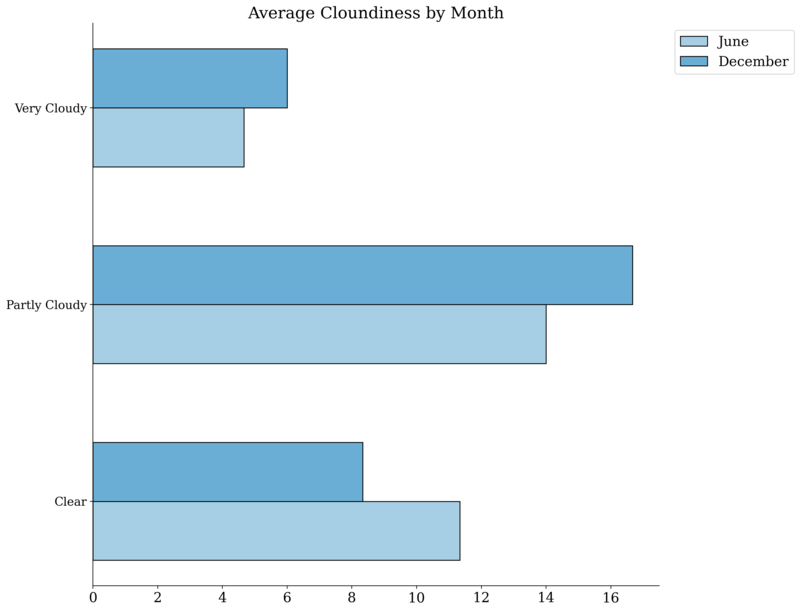 Average Cloundiness by Month
June
December
Very Cloudy
Partly Cloudy
Clear
0 2 4 6 8 10 12 14 16